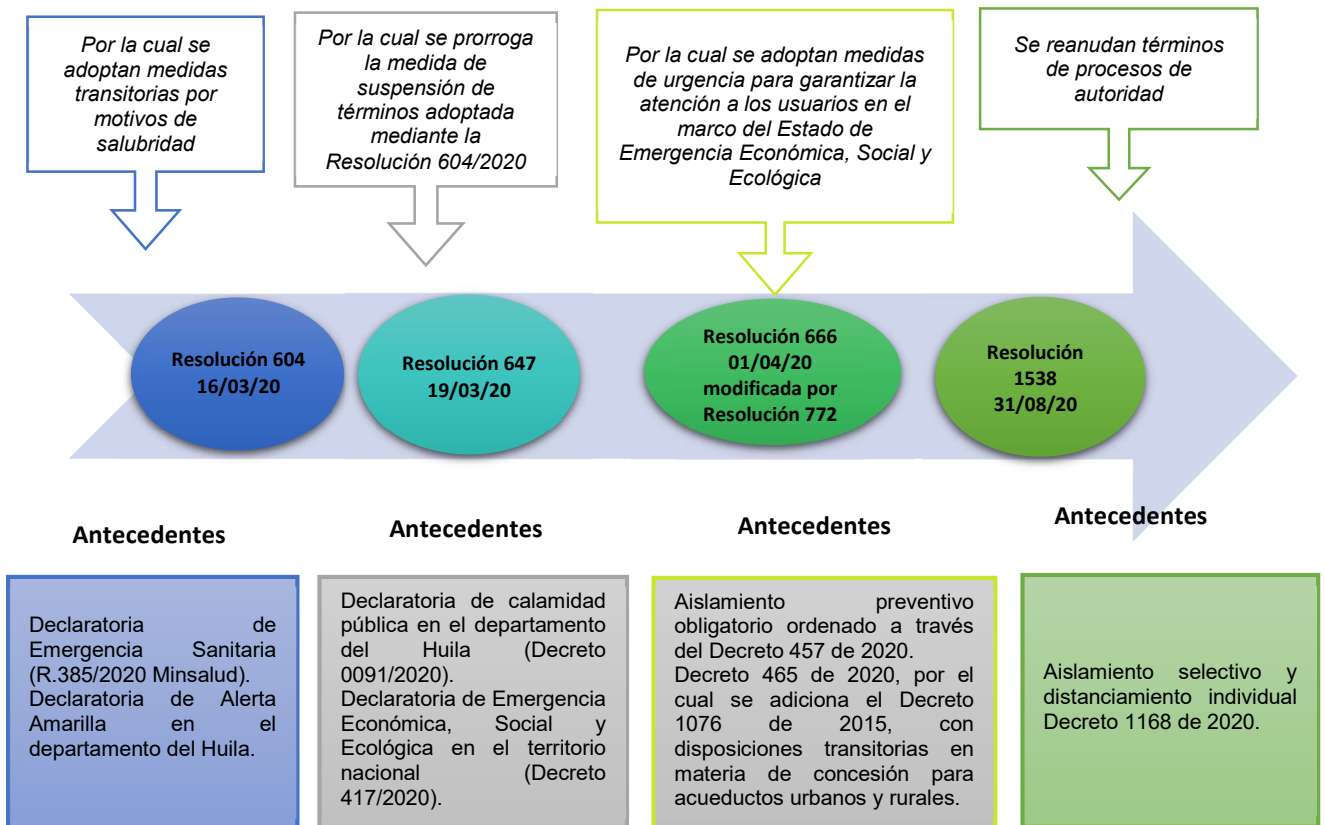 Por la cual se
adoptan medidas
transitorias por
motivos de
salubridad
Por la cual se prorroga
la medida de
suspensión de
términos adoptada
mediante la
Resolución 604/2020
Por la cual se adoptan medidas
de urgencia para garantizar la
atención a los usuarios en el
marco del Estado de
Emergencia Económica, Social y
Ecológica
Se reanudan términos
de procesos de
autoridad
Resolución 604
16/03/20
Resolución 647
19/03/20
Resolución 666
01/04/20
modificada por
Resolución 772
Resolución
1538
31/08/20
Antecedentes
Antecedentes
Antecedentes
Antecedentes
Declaratoria de
Emergencia Sanitaria
(R.385/2020 Minsalud).
Declaratoria de Alerta
Amarilla en el
departamento del Huila.
Declaratoria de calamidad
pública en el departamento
del Huila (Decreto
0091/2020).
Declaratoria de Emergencia
Económica, Social y
Ecológica en el territorio
nacional (Decreto
417/2020).
Aislamiento preventivo
obligatorio ordenado a través
del Decreto 457 de 2020.
Decreto 465 de 2020, por el
cual se adiciona el Decreto
1076 de 2015, con
disposiciones transitorias en
materia de concesión para
acueductos urbanos y rurales.
Aislamiento selectivo y
distanciamiento individual
Decreto 1168 de 2020.